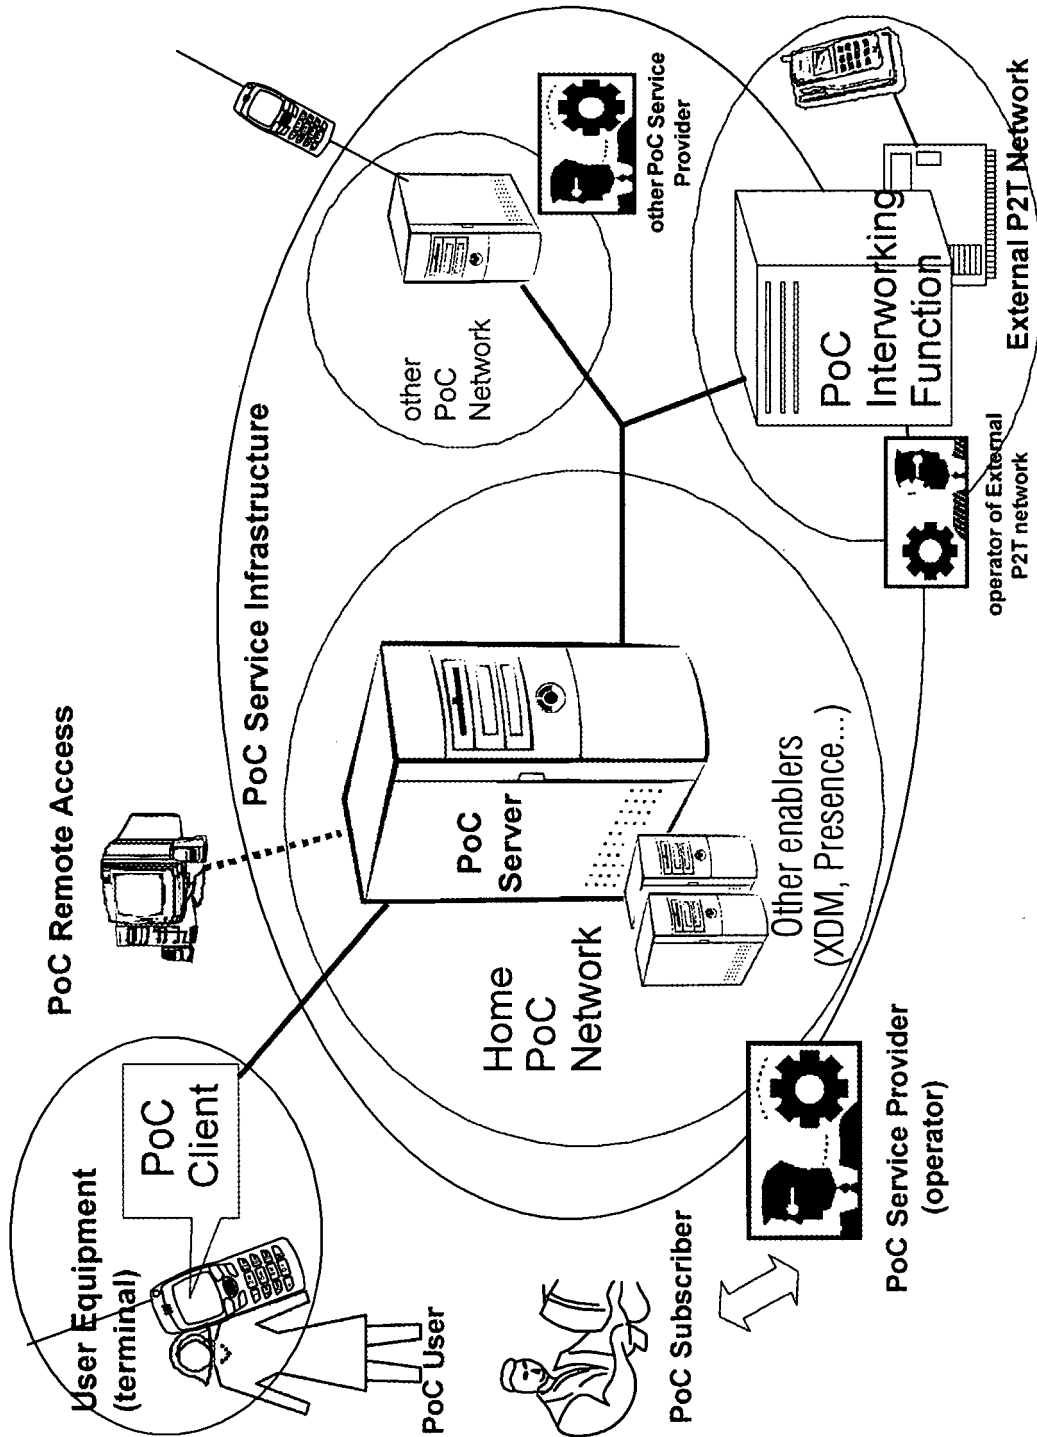 User Equipment
(terminal)
PoC
Client
PoC User
PoC Remote Access
PoC Service Infrastructure
PoC
Server
Home
PoC
Network
Other enablers
(XDM, Presence...)
other
PoC
Network
other PoC Service
Provider
PoC
Interworking
Function
External P2T Network
operator of External
P2T network
PoC Subscriber
PoC Service Provider
(operator)